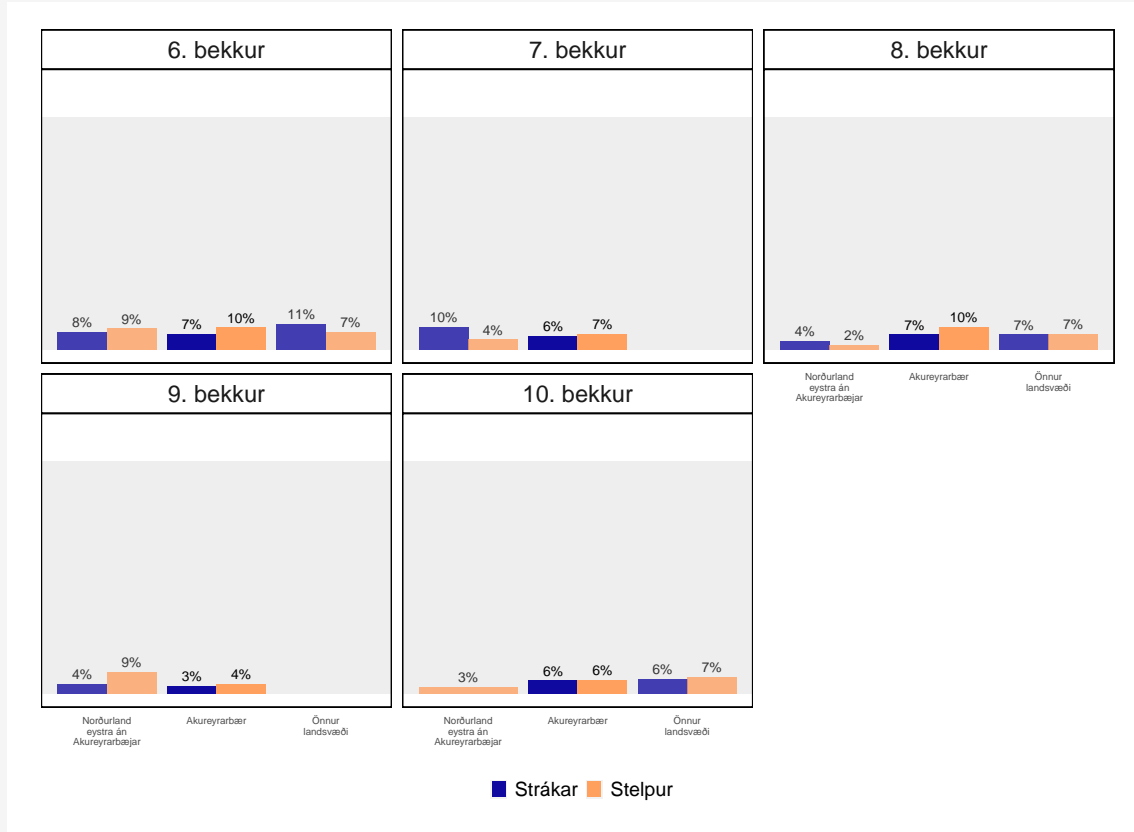 6. bekkur
7. bekkur
8. bekkur
8%
9%
7%
10%
11%
7%
10%
4%
6%
7%
4%
2%
7%
10%
7%
7%
Norðurland
eystra án
Akureyrarbæjar
Akureyrarbær
Önnur
landsvæði
9. bekkur
10. bekkur
4%
9%
3%
4%
3%
6%
6%
6%
7%
Norðurland
eystra án
Akureyrarbæjar
Akureyrarbær
Önnur
landsvæði
Norðurland
eystra án
Akureyrarbæjar
Akureyrarbær
Önnur
landsvæði
Strákar
Stelpur